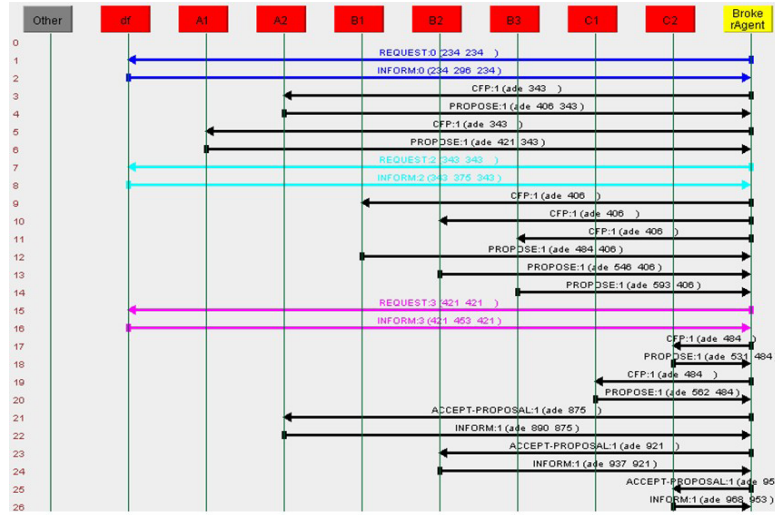 Other df A1 A2 B1 B2 B3 C1 C2 Broke
rAgent
0
1 REQUEST:0 (234 234 )
2 INFORM:0 (234 296 234)
3 CFP:1 (ade 343 )
4 PROPOSE:1 (ade 406 343)
5 CFP:1 (ade 343 )
6 PROPOSE:1 (ade 421 343)
7 REQUEST:2 (343 343 )
8 INFORM:2 (343 375 343)
9 CFP:1 (ade 406 )
10 CFP:1 (ade 406 )
11 CFP:1 (ade 406 )
12 PROPOSE:1 (ade 484 406)
13 PROPOSE:1 (ade 546 406)
14 PROPOSE:1 (ade 593 406)
15 REQUEST:3 (421 421 )
16 INFORM:3 (421 453 421)
17 CFP:1 (ade 484 )
18 PROPOSE:1 (ade 531 484
19 CFP:1 (ade 484 )
20 PROPOSE:1 (ade 562 484)
21 ACCEPT-PROPOSAL:1 (ade 875 )
22 INFORM:1 (ade 890 875)
23 ACCEPT-PROPOSAL:1 (ade 921 )
24 INFORM:1 (ade 937 921)
25 ACCEPT-PROPOSAL:1 (ade 95
26 INFORM:1 (ade 968 953)